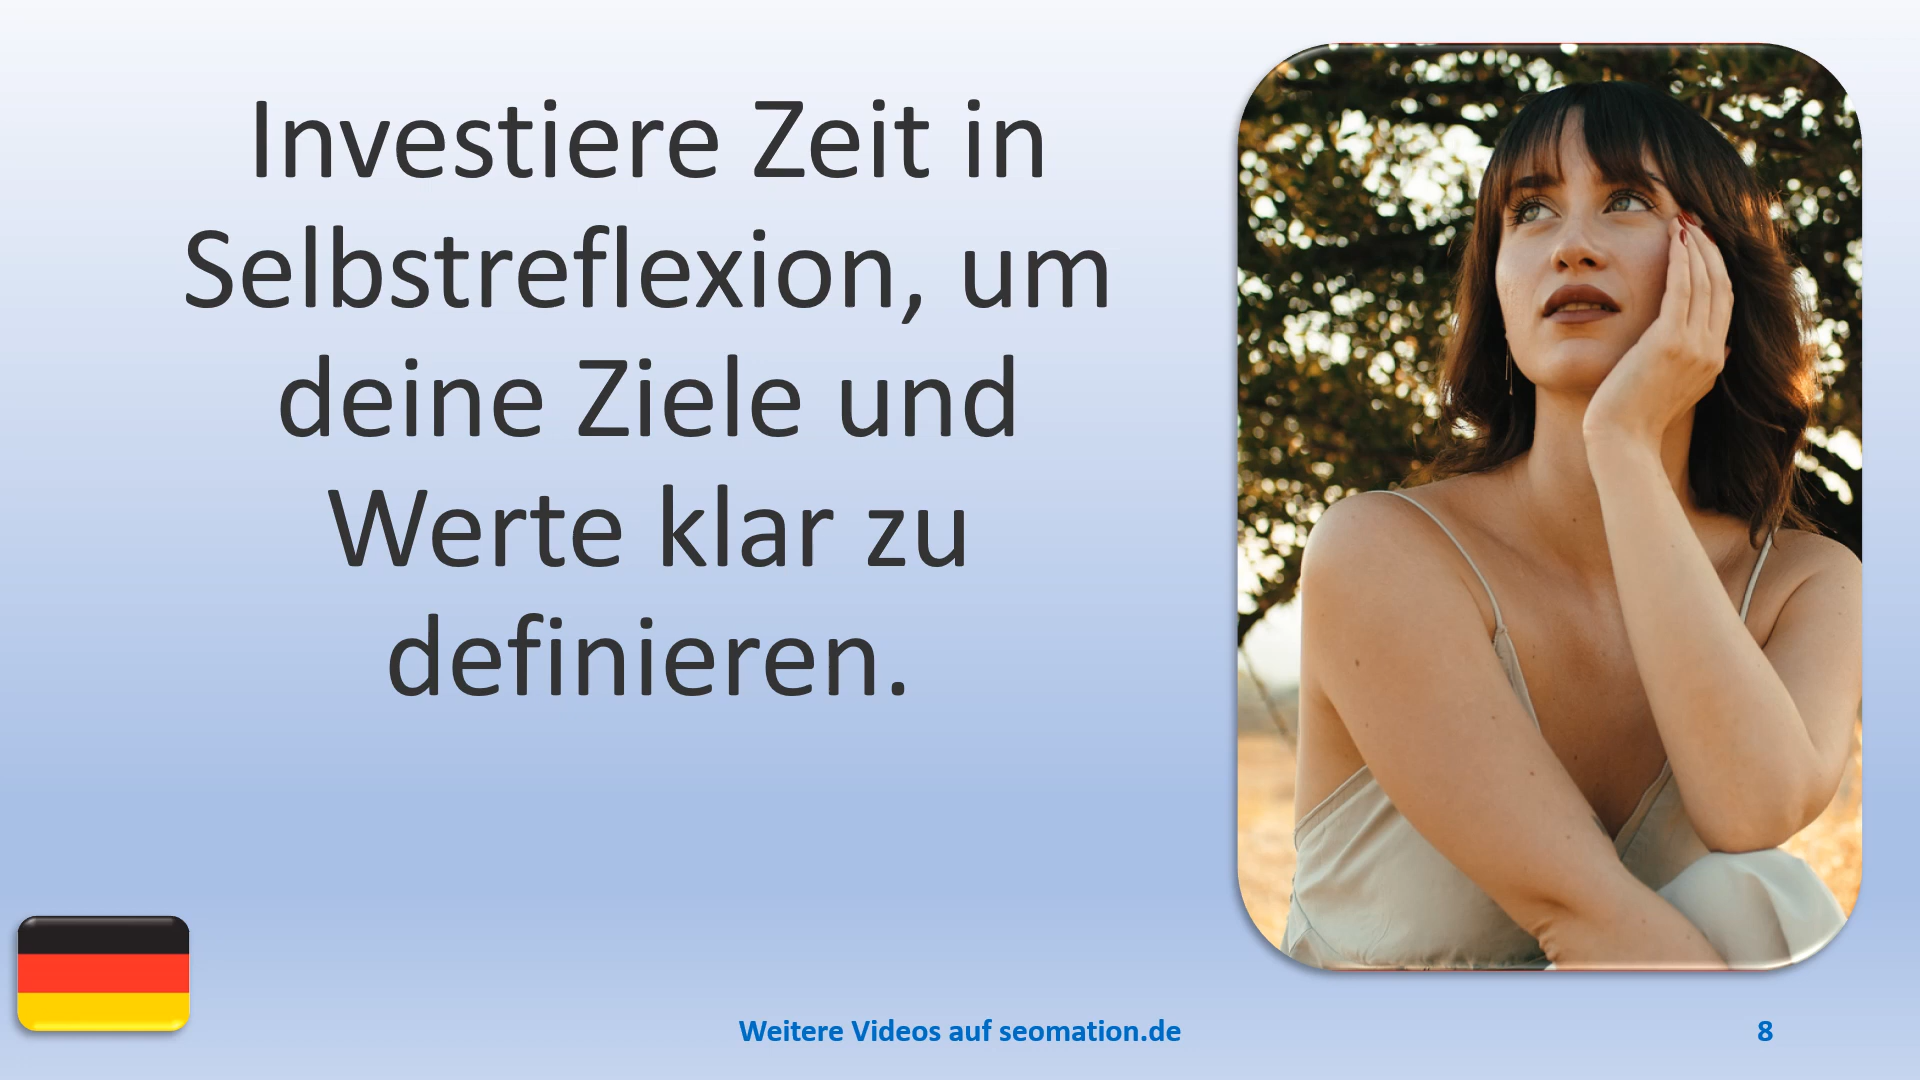 Investiere Zeit in
Selbstreflexion, um
deine Ziele und
Werte klar zu
definieren.
Weitere Videos auf seomation.de
8